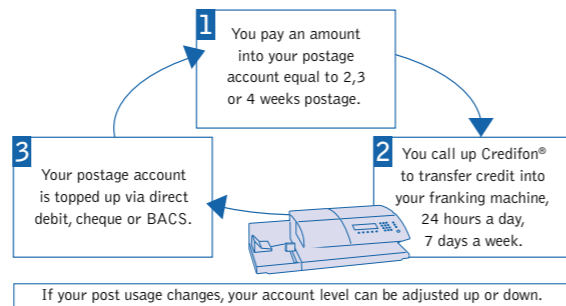 1
You pay an amount
into your postage
account equal to 2,3
or 4 weeks postage.
2
You call up Credifon®
to transfer credit into
your franking machine,
24 hours a day,
7 days a week.
3
Your postage account
is topped up via direct
debit, cheque or BACS.
If your post usage changes, your account level can be adjusted up or down.